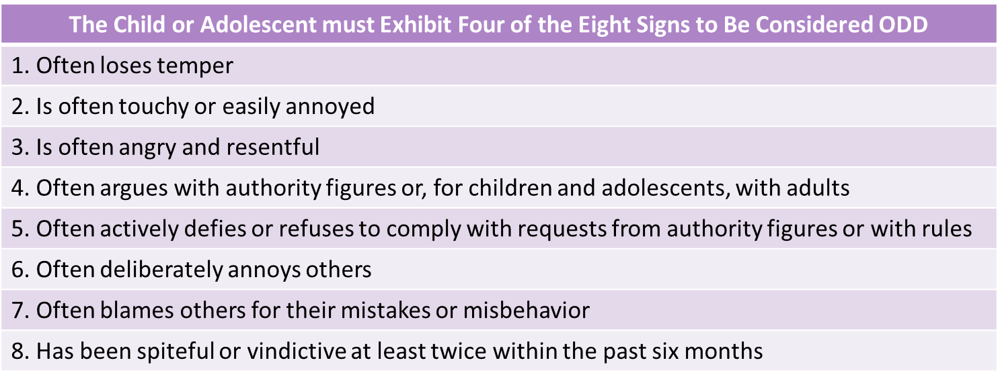 The Child or Adolescent must Exhibit Four of the Eight Signs to Be Considered ODD
1. Often loses temper
2. Is often touchy or easily annoyed
3. Is often angry and resentful
4. Often argues with authority figures or, for children and adolescents, with adults
5. Often actively defies or refuses to comply with requests from authority figures or with rules
6. Often deliberately annoys others
7. Often blames others for their mistakes or misbehavior
8. Has been spiteful or vindictive at least twice within the past six months